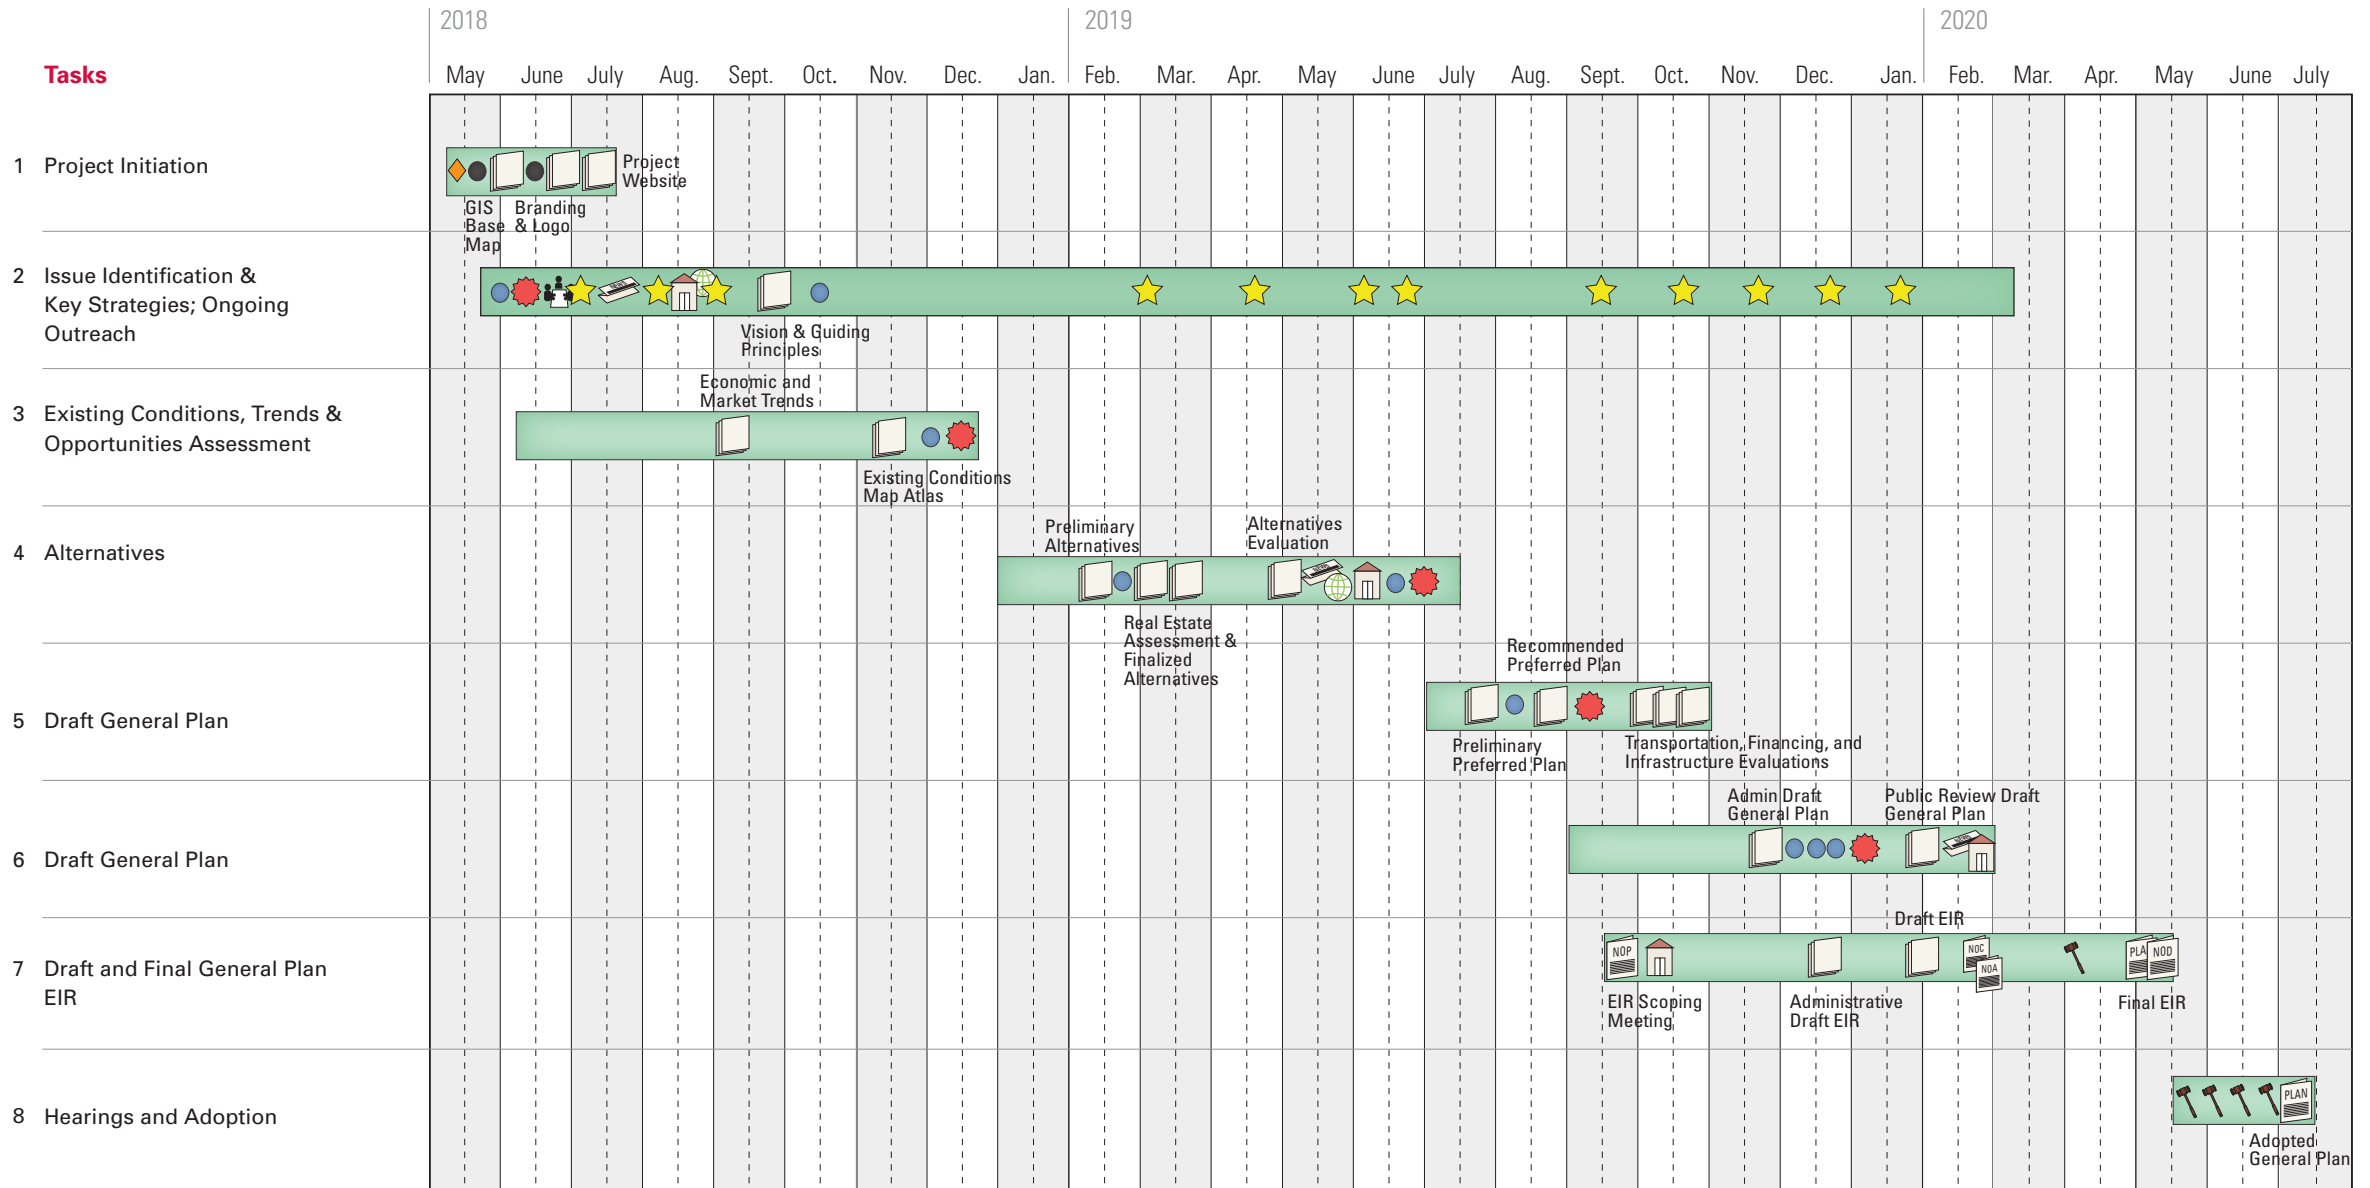 2018
2019
2020
Tasks
May June July Aug. Sept. Oct. Nov. Dec. Jan. Feb. Mar. Apr. May June July Aug. Sept. Oct. Nov. Dec. Jan. Feb. Mar. Apr. May June July
1 Project Initiation
Project
Website
GIS
Base
Map
Branding
& Logo
2 Issue Identification &
Key Strategies; Ongoing
Outreach
NEWS
Vision & Guiding
Principles
3 Existing Conditions, Trends &
Opportunities Assessment
Economic and
Market Trends
Existing Conditions
Map Atlas
4 Alternatives
Preliminary
Alternatives
Alternatives
Evaluation
NEWS
Real Estate
Assessment &
Finalized
Alternatives
5 Draft General Plan
Recommended
Preferred Plan
Preliminary
Preferred Plan
Transportation, Financing, and
Infrastructure Evaluations
6 Draft General Plan
Admin Draft
General Plan
Public Review Draft
General Plan
NEWS
7 Draft and Final General Plan
EIR
Draft EIR
NOP
NOC
NOA
PLA
NOD
EIR Scoping
Meeting
Administrative
Draft EIR
Final EIR
8 Hearings and Adoption
PLAN
Adopted
General Plan